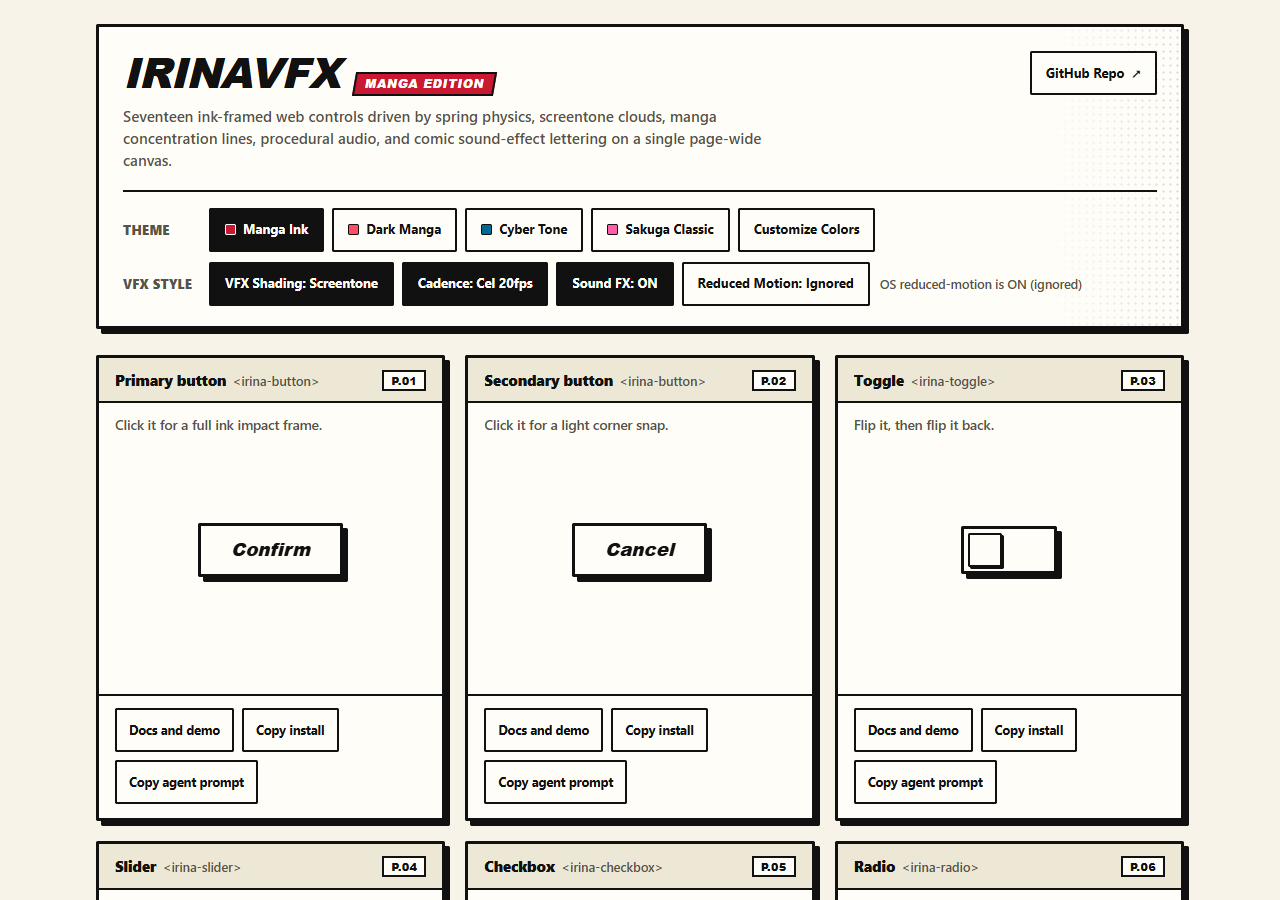 IRINAVFX MANGA EDITION
GitHub Repo ↗
Seventeen ink-framed web controls driven by spring physics, screentone clouds, manga
concentration lines, procedural audio, and comic sound-effect lettering on a single page-wide
canvas.
THEME Manga Ink Dark Manga Cyber Tone Sakuga Classic Customize Colors
VFX STYLE VFX Shading: Screentone Cadence: Cel 20fps Sound FX: ON Reduced Motion: Ignored OS reduced-motion is ON (ignored)
Primary button <irina-button> P.01
Click it for a full ink impact frame.
Confirm
Docs and demo Copy install
Copy agent prompt
Secondary button <irina-button> P.02
Click it for a light corner snap.
Cancel
Docs and demo Copy install
Copy agent prompt
Toggle <irina-toggle> P.03
Flip it, then flip it back.
Docs and demo Copy install
Copy agent prompt
Slider <irina-slider> P.04
Checkbox <irina-checkbox> P.05
Radio <irina-radio> P.06